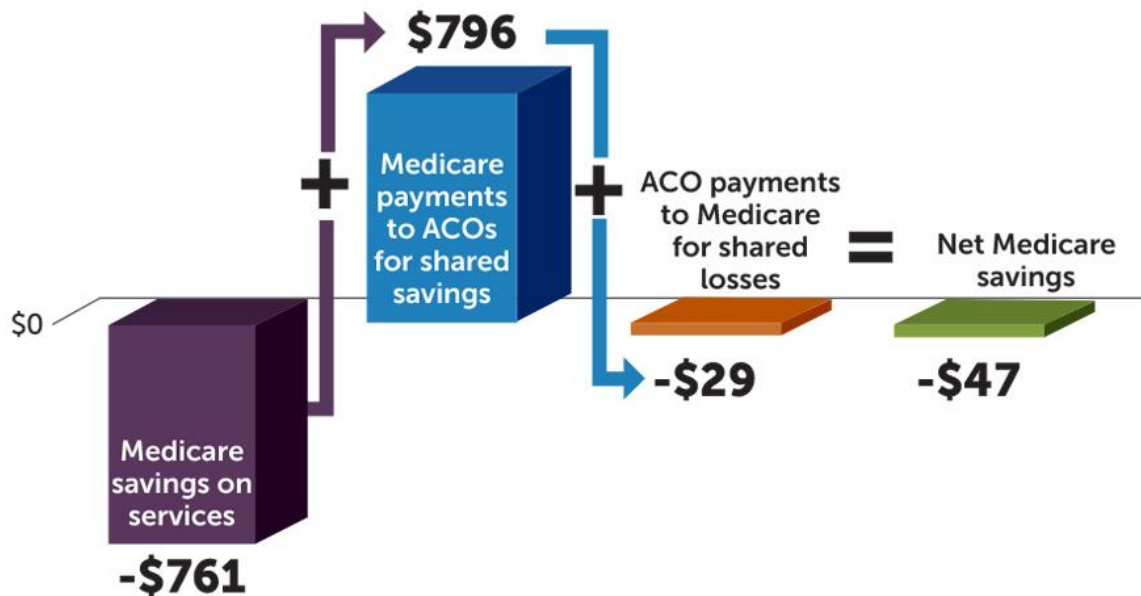 $796
Medicare
payments
to ACOs
for shared
savings
+
+
ACO payments
to Medicare
for shared
losses
=
Net Medicare
savings
$0
-$29
-$47
Medicare
savings on
services
-$761